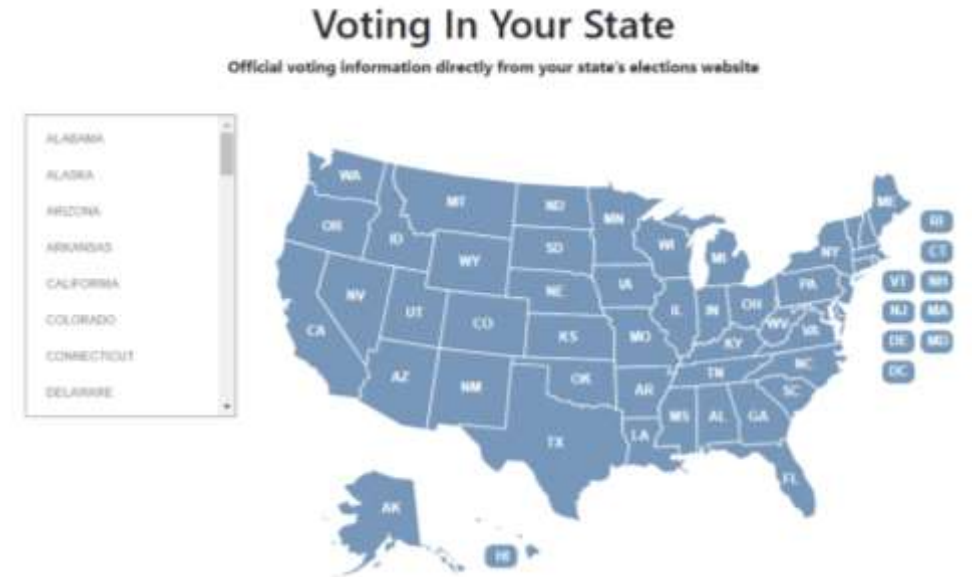 Voting In Your State
Official voting information directly from your state's elections website
ALABAMA
ALASKA
ARIZONA
ARKANSAS
CALIFORNIA
COLORADO
CONNECTICUT
DELAWARE
WA
MT
ND
MN
OR
ID
WY
SD
WI
MI
NY
ME
RI
CT
VT
NH
NJ
MA
DE
MD
DC
NV
UT
CO
NE
IA
IL
IN
OH
PA
WV
VA
CA
KS
MO
KY
AZ
NM
OK
AR
TN
NC
SC
TX
LA
MS
AL
GA
FL
AK
HI